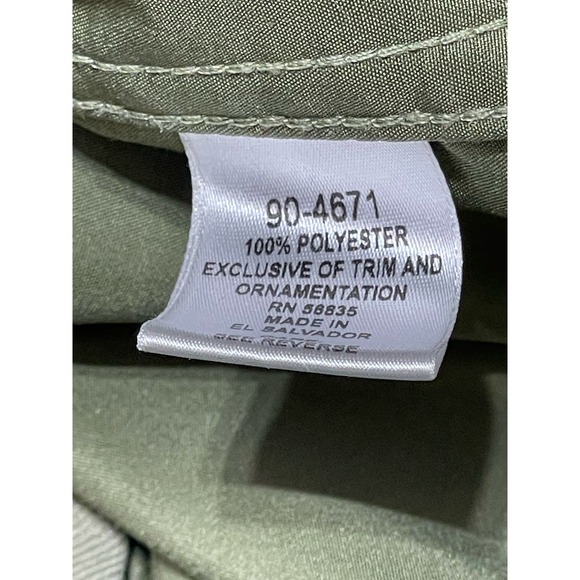 90-4671
100% POLYESTER
EXCLUSIVE OF TRIM AND
ORNAMENTATION
RN 56835
MADE IN
EL SALVADOR
SEE REVERSE